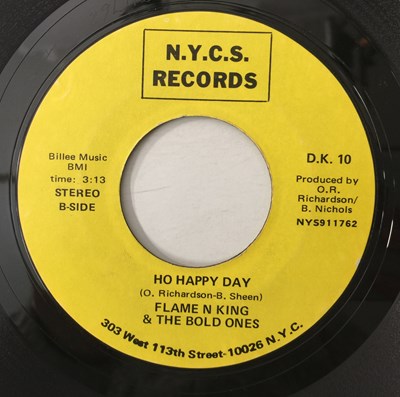 N.Y.C.S.
RECORDS
Billee Music
BMI
time: 3:13
STEREO
B-SIDE
D.K. 10
Produced by
O.R.
Richardson/
B. Nichols
NYS911762
HO HAPPY DAY
(O. Richardson-B. Sheen)
FLAME N KING
& THE BOLD ONES
303 West 113th Street-10026 N.Y.C.